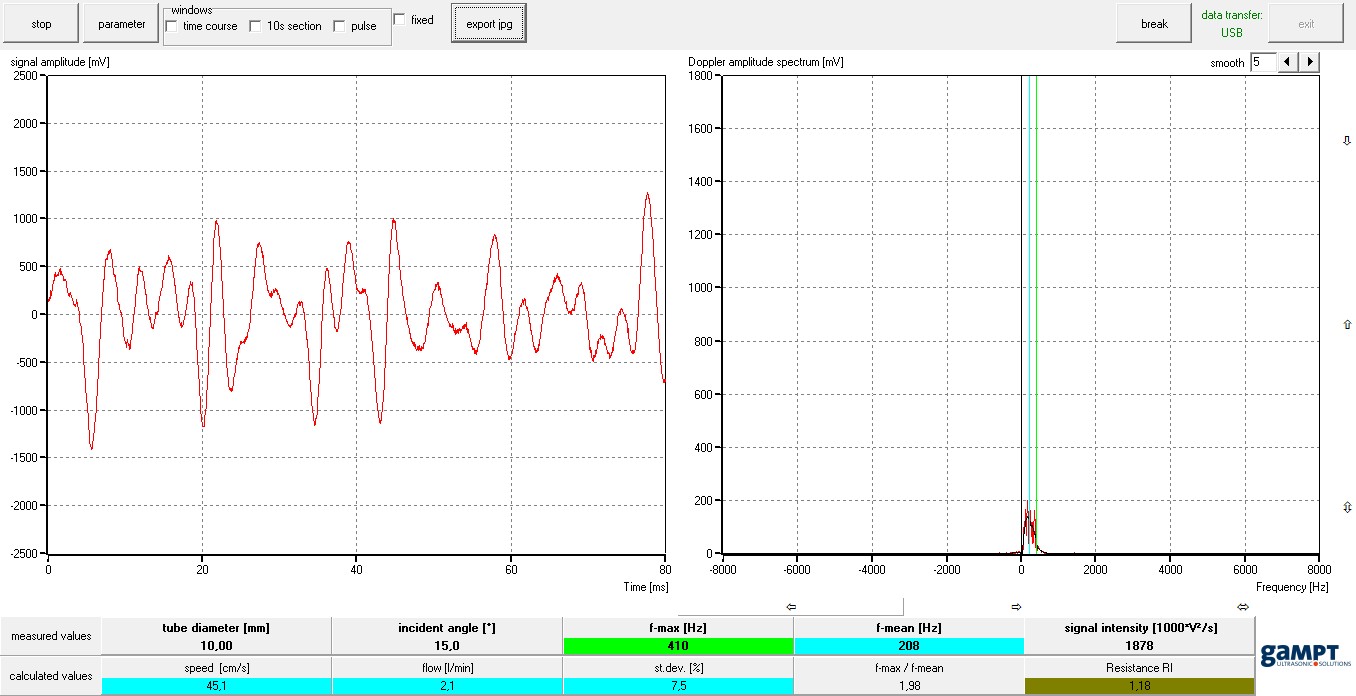 stop
parameter
windows
time course
10s section
pulse
fixed
export jpg
break
data transfer:
USB
exit
signal amplitude [mV]
2500
2000
1500
1000
500
0
-500
-1000
-1500
-2000
-2500
0 20 40 60 80
Time [ms]
Doppler amplitude spectrum [mV]
smooth 5
1800
1600
1400
1200
1000
800
600
400
200
0
-8000 -6000 -4000 -2000 0 2000 4000 6000 8000
Frequency [Hz]
measured values
tube diameter [mm] incident angle [°] f-max [Hz] f-mean [Hz] signal intensity [1000*V²/s]
10,00 15,0 410 208 1878
calculated values
speed [cm/s] flow [l/min] st.dev. [%] f-max / f-mean Resistance RI
45,1 2,1 7,5 1,98 1,18
GAMPT
ULTRASONIC SOLUTIONS